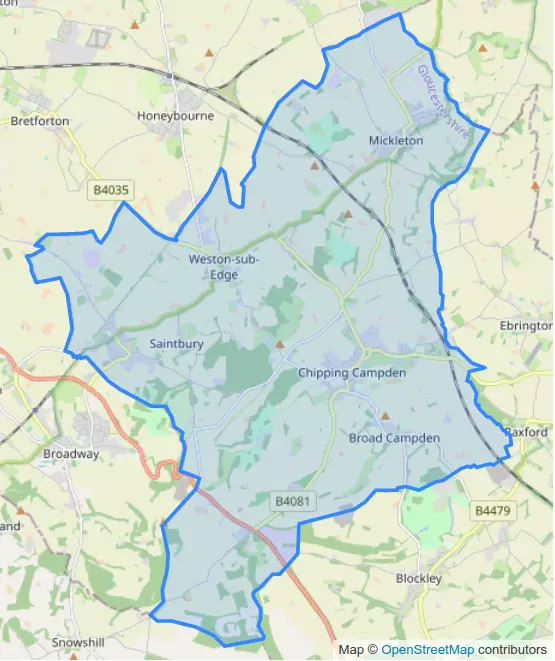 ton
Gloucestershire
Bretforton
Honeybourne
Mickleton
B4035
Weston-sub-
Edge
Ebrington
Saintbury
Chipping Campden
Broad Campden
Paxford
Broadway
B4081
B4479
land
Blockley
Snowshill
Map © OpenStreetMap contributors